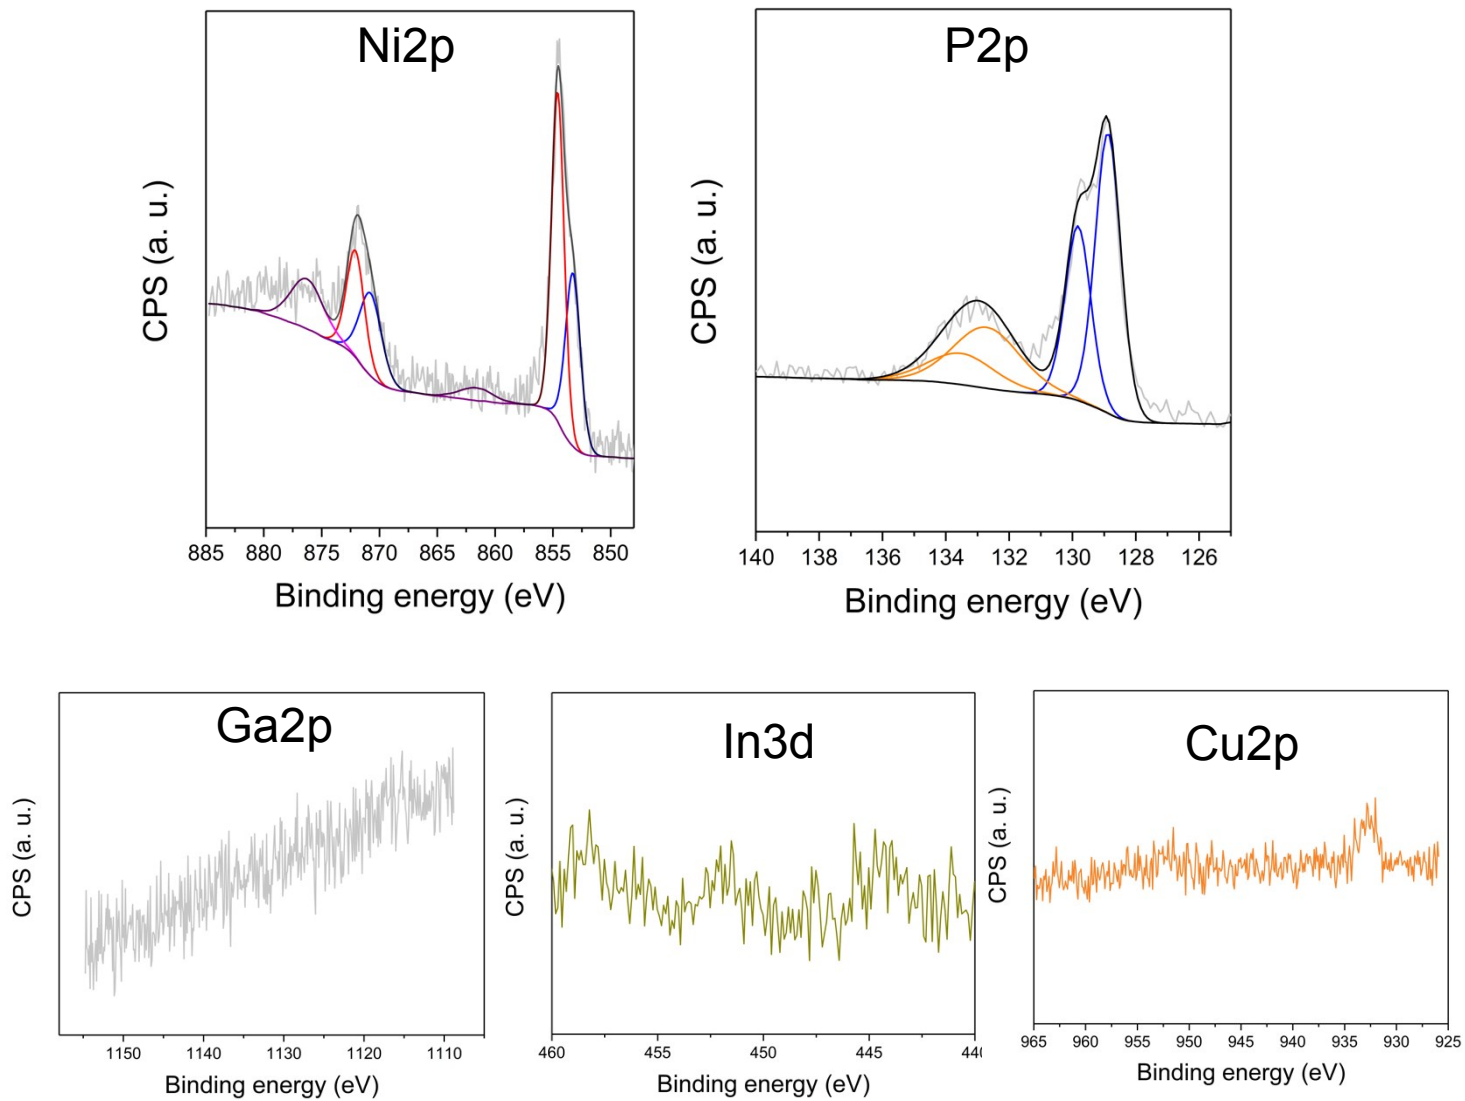 Ni2p
CPS (a. u.)
885 880 875 870 865 860 855 850
Binding energy (eV)
P2p
CPS (a. u.)
140 138 136 134 132 130 128 126
Binding energy (eV)
Ga2p
CPS (a. u.)
1150 1140 1130 1120 1110
Binding energy (eV)
In3d
CPS (a. u.)
460 455 450 445 440
Binding energy (eV)
Cu2p
CPS (a. u.)
965 960 955 950 945 940 935 930 925
Binding energy (eV)